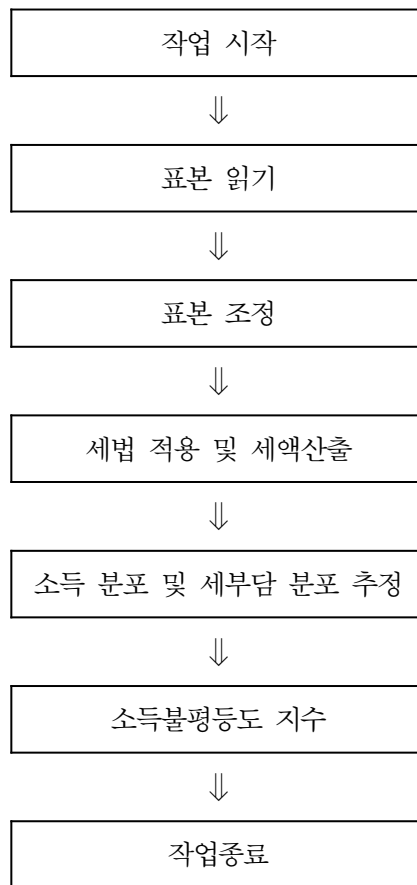 작업 시작
⇓
표본 읽기
⇓
표본 조정
⇓
세법 적용 및 세액산출
⇓
소득 분포 및 세부담 분포 추정
⇓
소득불평등도 지수
⇓
작업종료